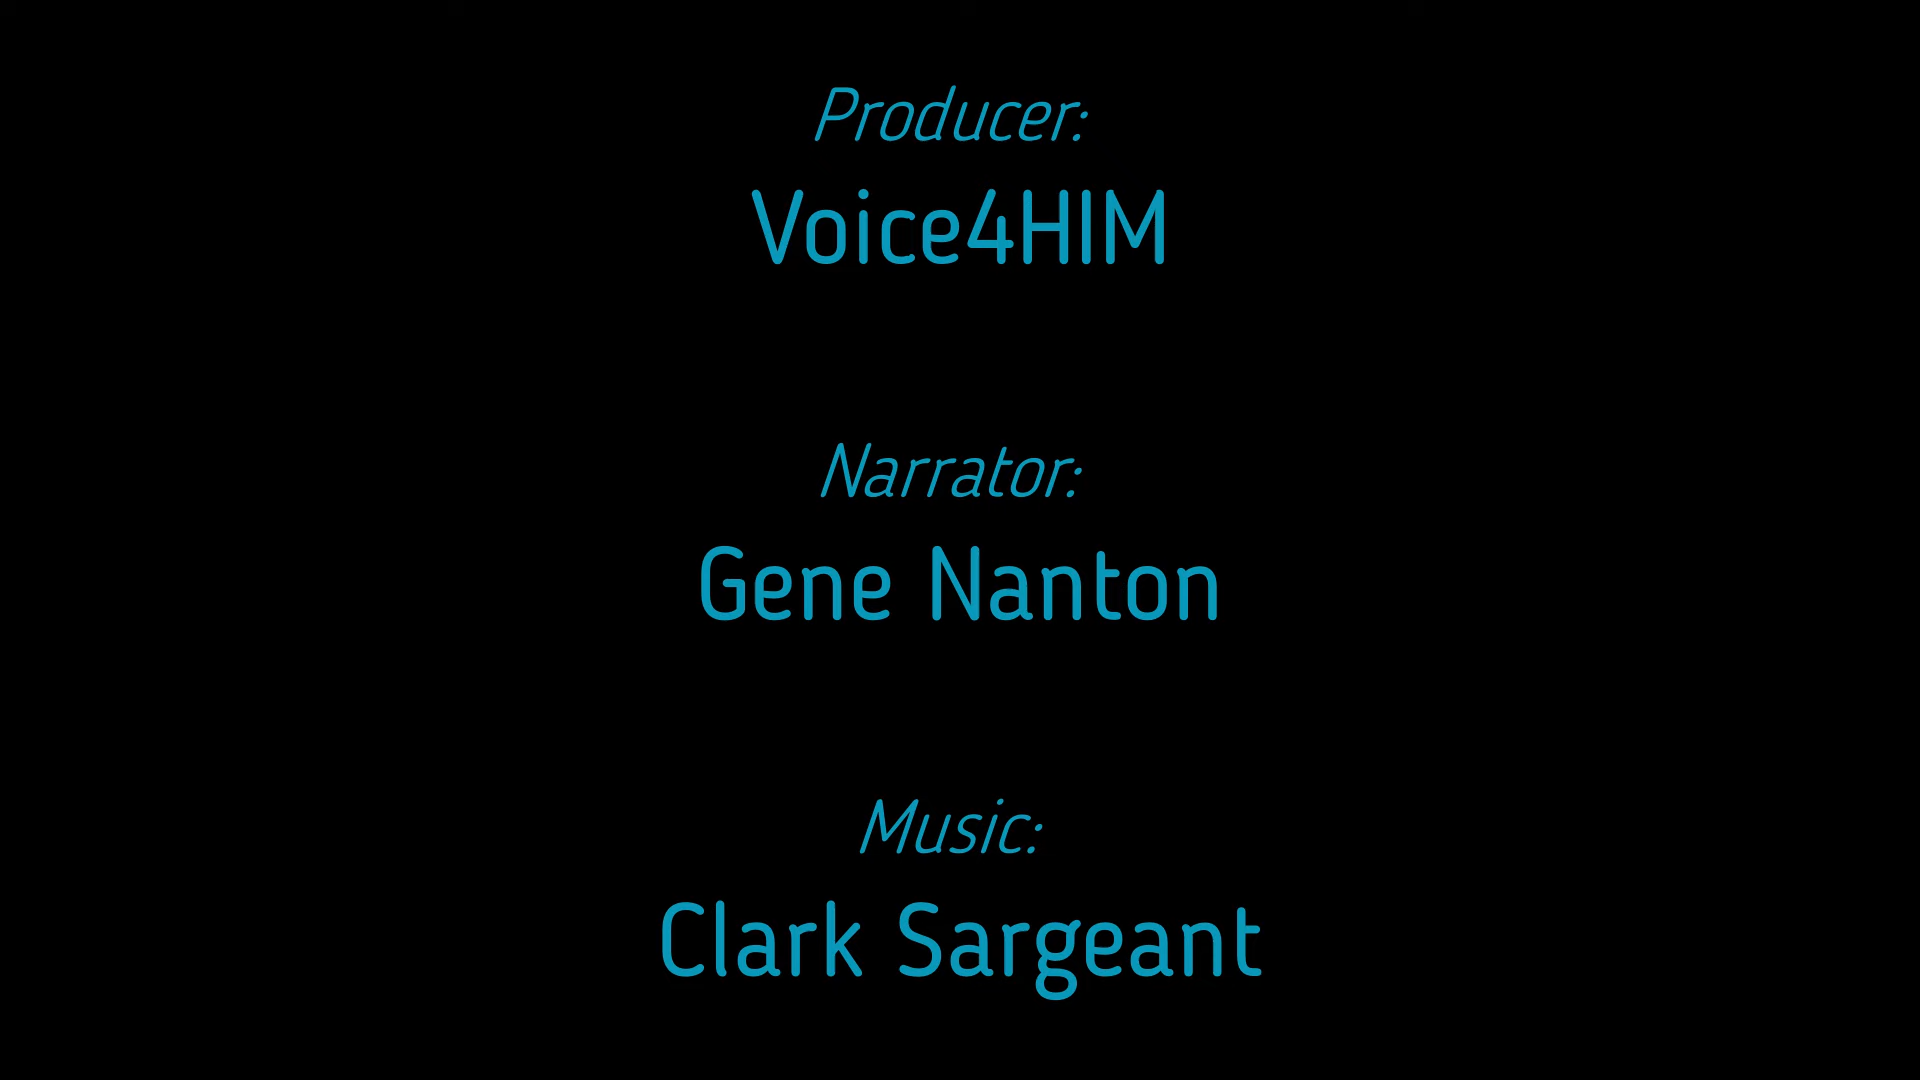 Producer:
Voice4HIM
Narrator:
Gene Nanton
Music:
Clark Sargeant